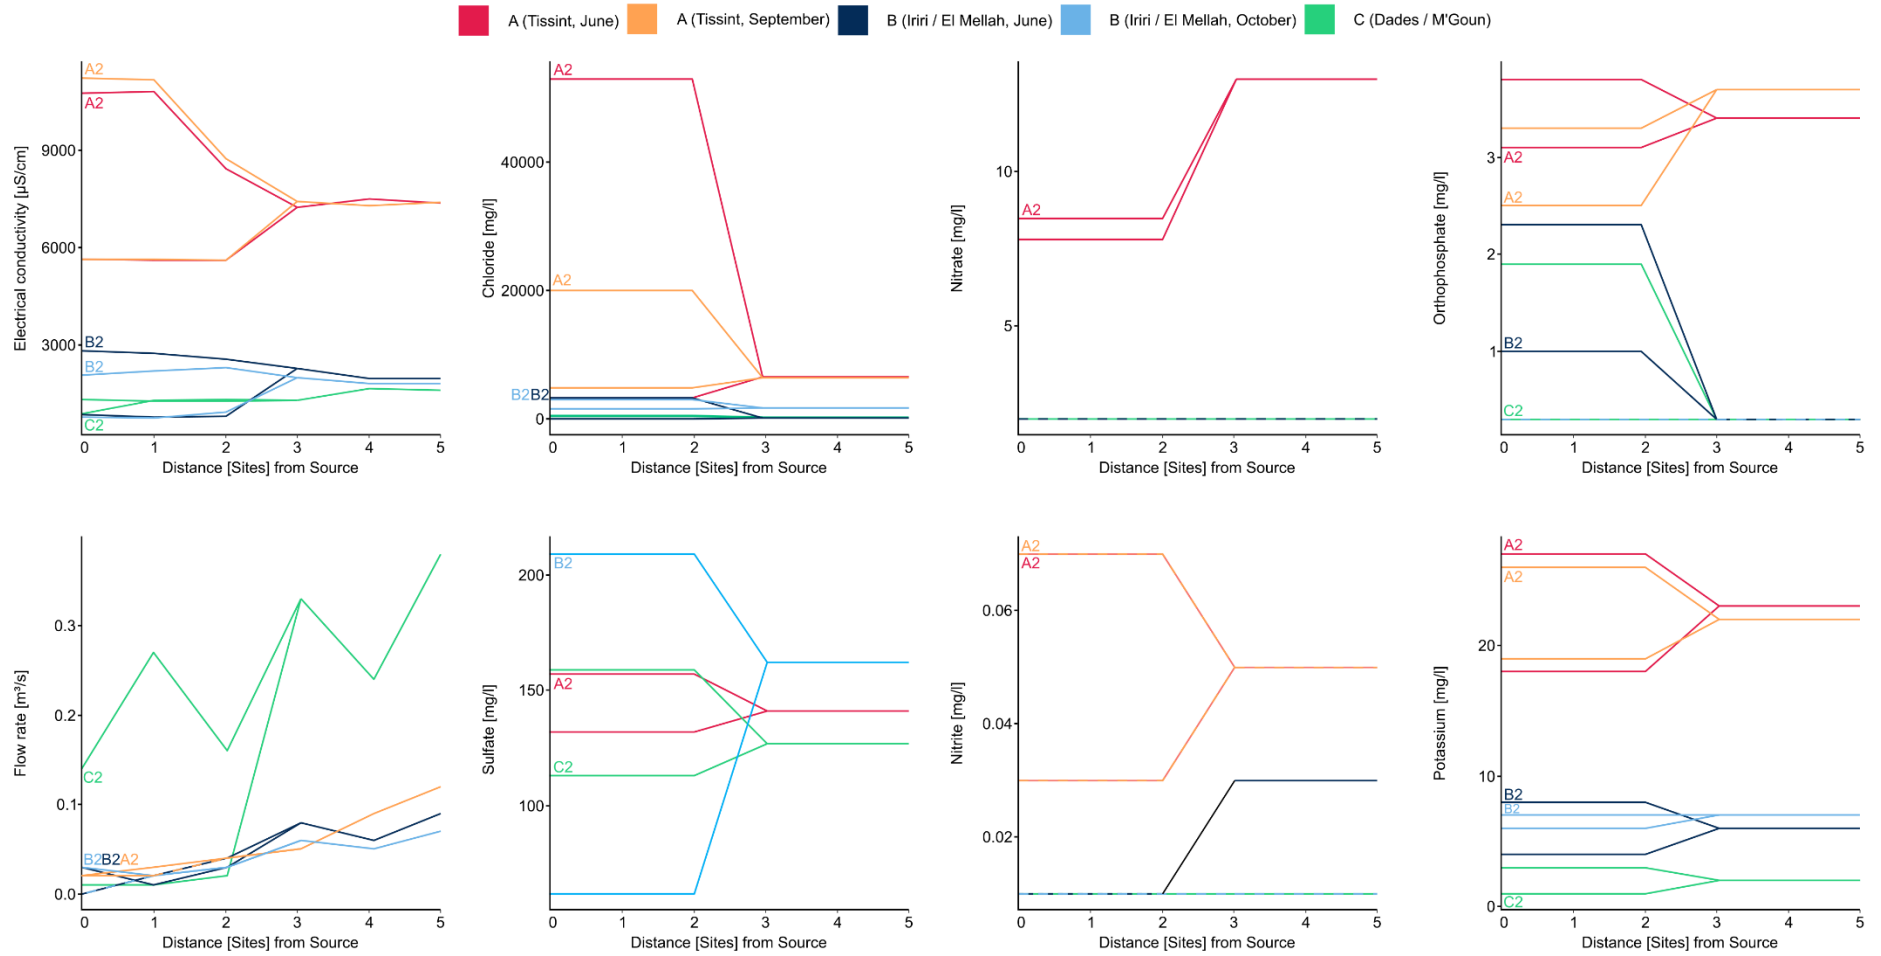 A (Tissint, June) A (Tissint, September) B (Iriri / El Mellah, June) B (Iriri / El Mellah, October) C (Dades / M'Goun)
Electrical conductivity [µS/cm]
9000
6000
3000
A2
A2
B2
B2
C2
0 1 2 3 4 5
Distance [Sites] from Source
Chloride [mg/l]
40000
20000
0
A2
A2
B2B2
0 1 2 3 4 5
Distance [Sites] from Source
Nitrate [mg/l]
10
5
A2
0 1 2 3 4 5
Distance [Sites] from Source
Orthophosphate [mg/l]
3
2
1
A2
A2
B2
C2
0 1 2 3 4 5
Distance [Sites] from Source
Flow rate [m³/s]
0.3
0.2
0.1
0.0
C2
B2B2A2
0 1 2 3 4 5
Distance [Sites] from Source
Sulfate [mg/l]
200
150
100
B2
A2
C2
0 1 2 3 4 5
Distance [Sites] from Source
Nitrite [mg/l]
0.06
0.04
0.02
A2
A2
0 1 2 3 4 5
Distance [Sites] from Source
Potassium [mg/l]
20
10
0
A2
A2
B2
B2
C2
0 1 2 3 4 5
Distance [Sites] from Source